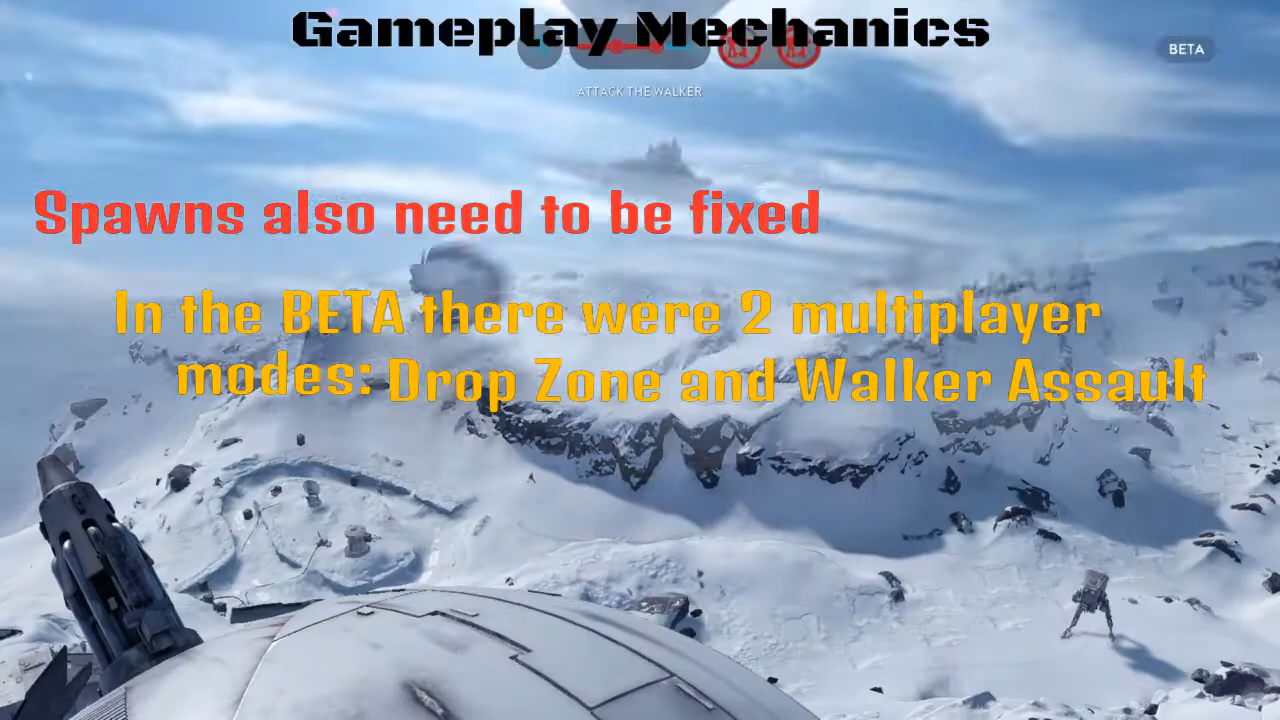 Gameplay Mechanics
BETA
ATTACK THE WALKER
Spawns also need to be fixed
In the BETA there were 2 multiplayer
modes: Drop Zone and Walker Assault